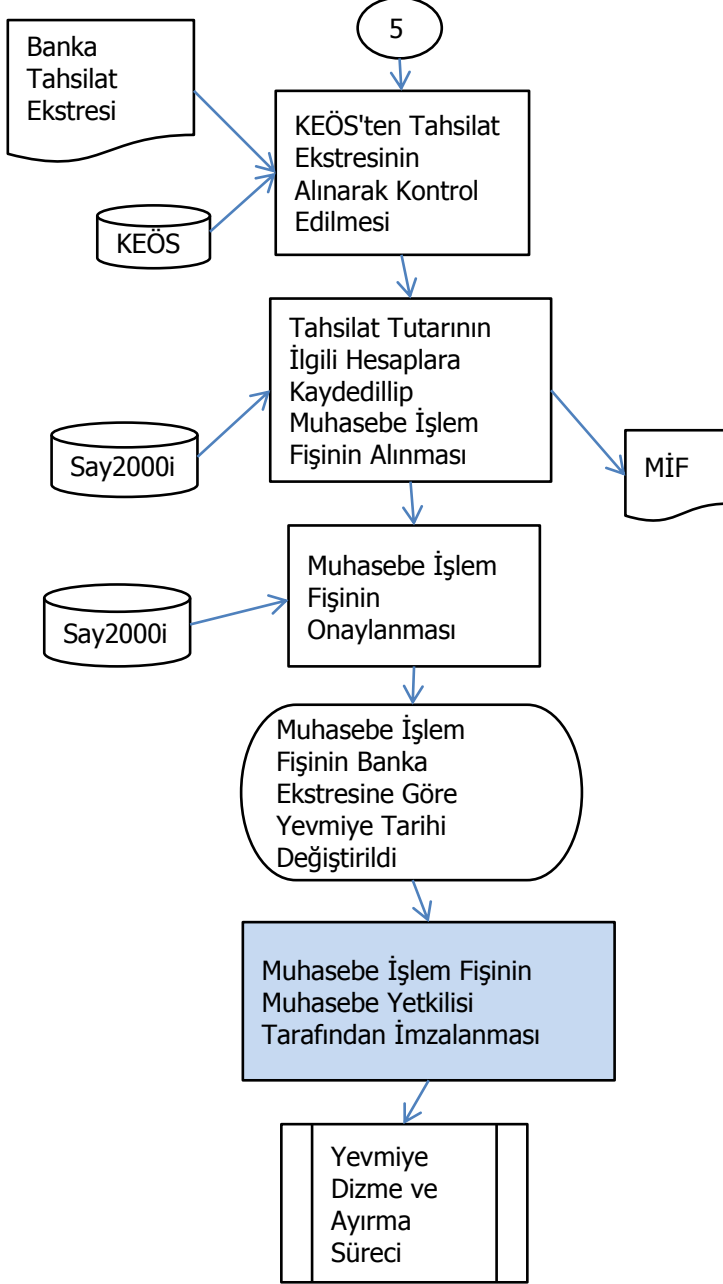 5
Banka
Tahsilat
Ekstresi
KEÖS'ten Tahsilat
Ekstresinin
Alınarak Kontrol
Edilmesi
KEÖS
Tahsilat Tutarının
İlgili Hesaplara
Kaydedillip
Muhasebe İşlem
Fişinin Alınması
Say2000i
MİF
Muhasebe İşlem
Fişinin
Onaylanması
Say2000i
Muhasebe İşlem
Fişinin Banka
Ekstresine Göre
Yevmiye Tarihi
Değiştirildi
Muhasebe İşlem Fişinin
Muhasebe Yetkilisi
Tarafından İmzalanması
Yevmiye
Dizme ve
Ayırma
Süreci